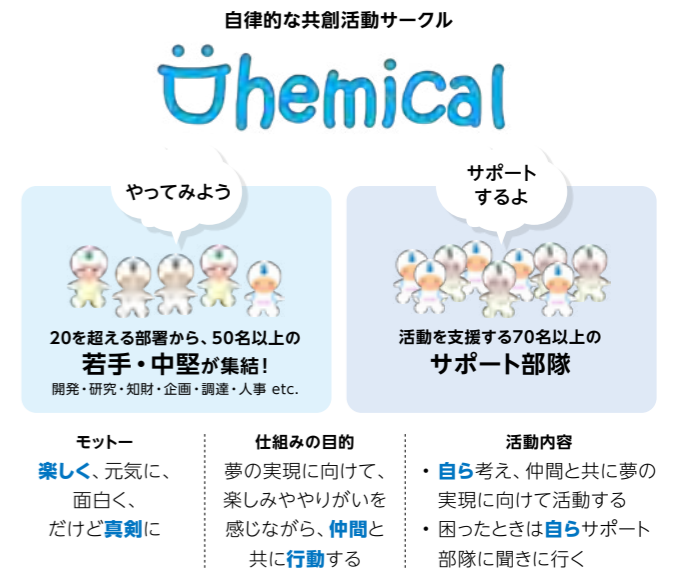 自律的な共創活動サークル
Ühemical
やってみよう
サポート
するよ
20を超える部署から、50名以上の
若手・中堅が集結!
開発・研究・知財・企画・調達・人事 etc.
活動を支援する70名以上の
サポート部隊
モットー
楽しく、元気に、
面白く、
だけど真剣に
仕組みの目的
夢の実現に向けて、
楽しみややりがいを
感じながら、仲間と
共に行動する
活動内容
・自ら考え、仲間と共に夢の
実現に向けて活動する
・困ったときは自らサポート
部隊に聞きに行く